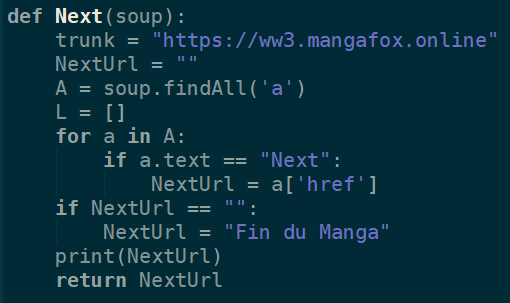 def Next(soup):
    trunk = "https://ww3.mangafox.online"
    NextUrl = ""
    A = soup.findAll('a')
    L = []
    for a in A:
        if a.text == "Next":
            NextUrl = a['href']
    if NextUrl == "":
        NextUrl = "Fin du Manga"
    print(NextUrl)
    return NextUrl